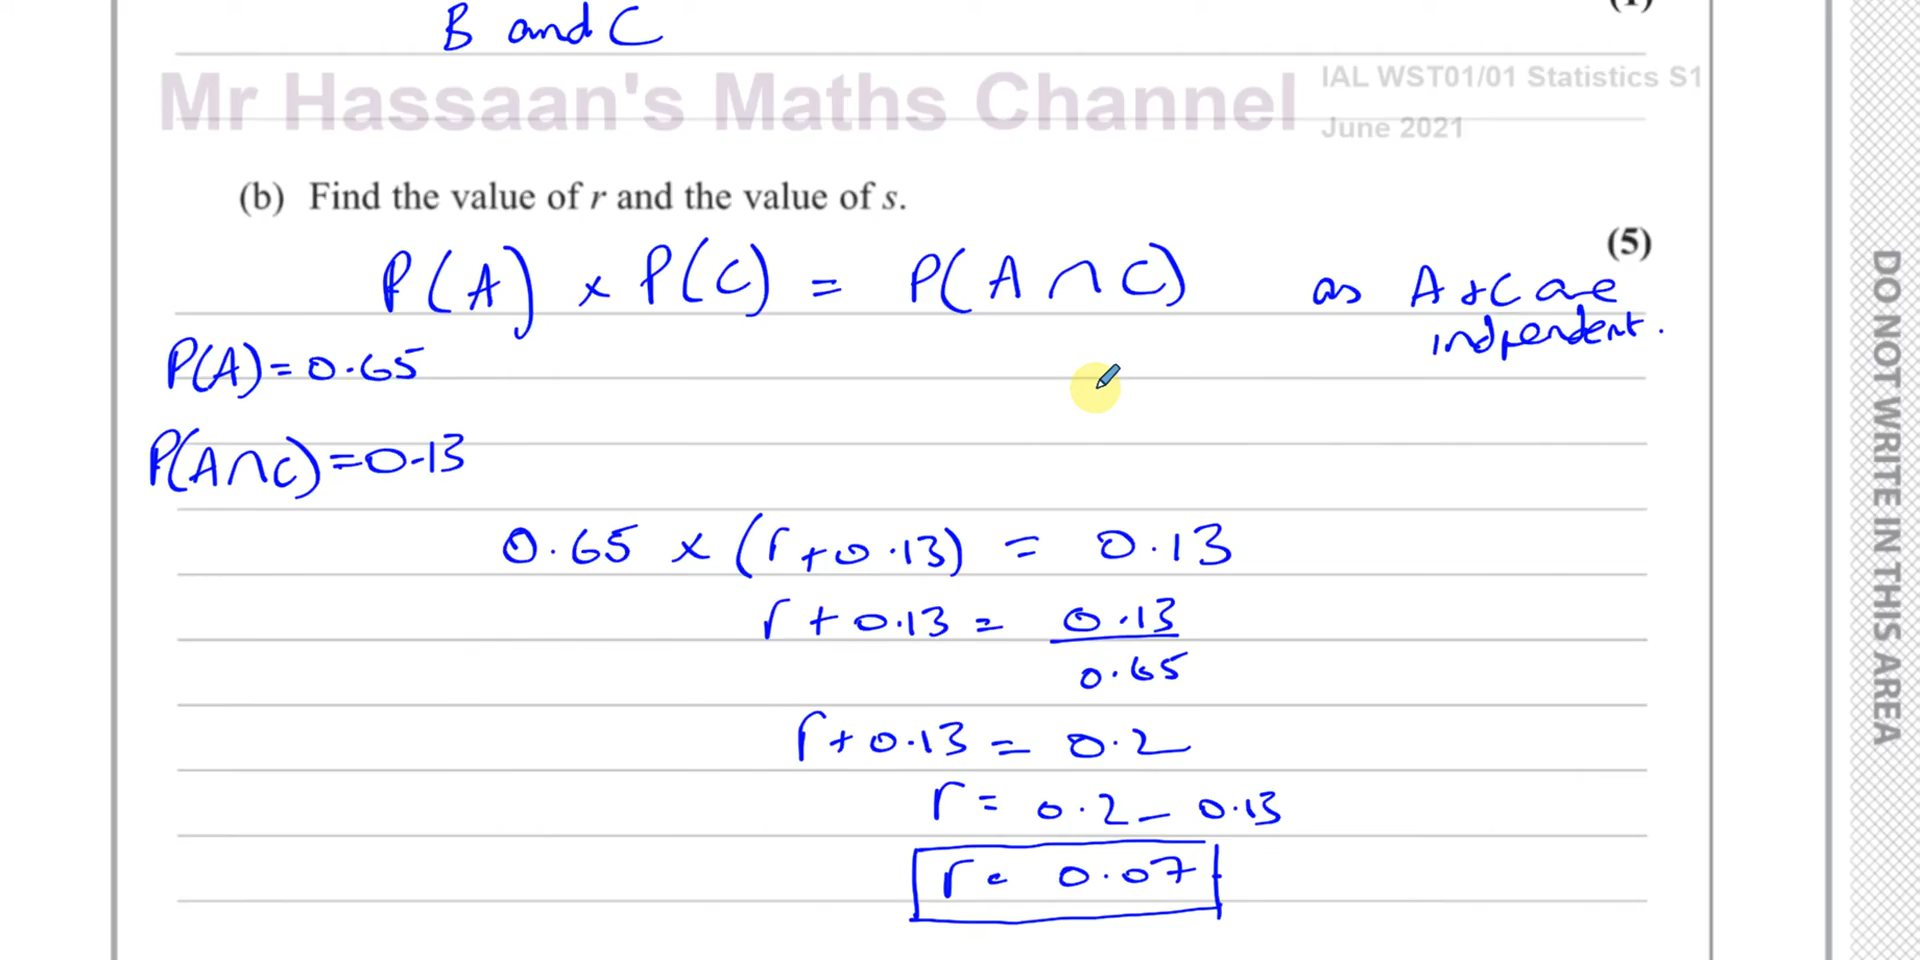 (1)
B and C
Mr Hassaan's Maths Channel
IAL WST01/01 Statistics S1
June 2021
(b) Find the value of r and the value of s.
(5)
P(A) × P(C) = P(A ∩ C) as A + C are
indpendent.
P(A) = 0.65
P(A∩C) = 0.13
0.65 × (r + 0.13) = 0.13
r + 0.13 = 0.13
0.65
r + 0.13 = 0.2
r = 0.2 - 0.13
r = 0.07
DO NOT WRITE IN THIS AREA